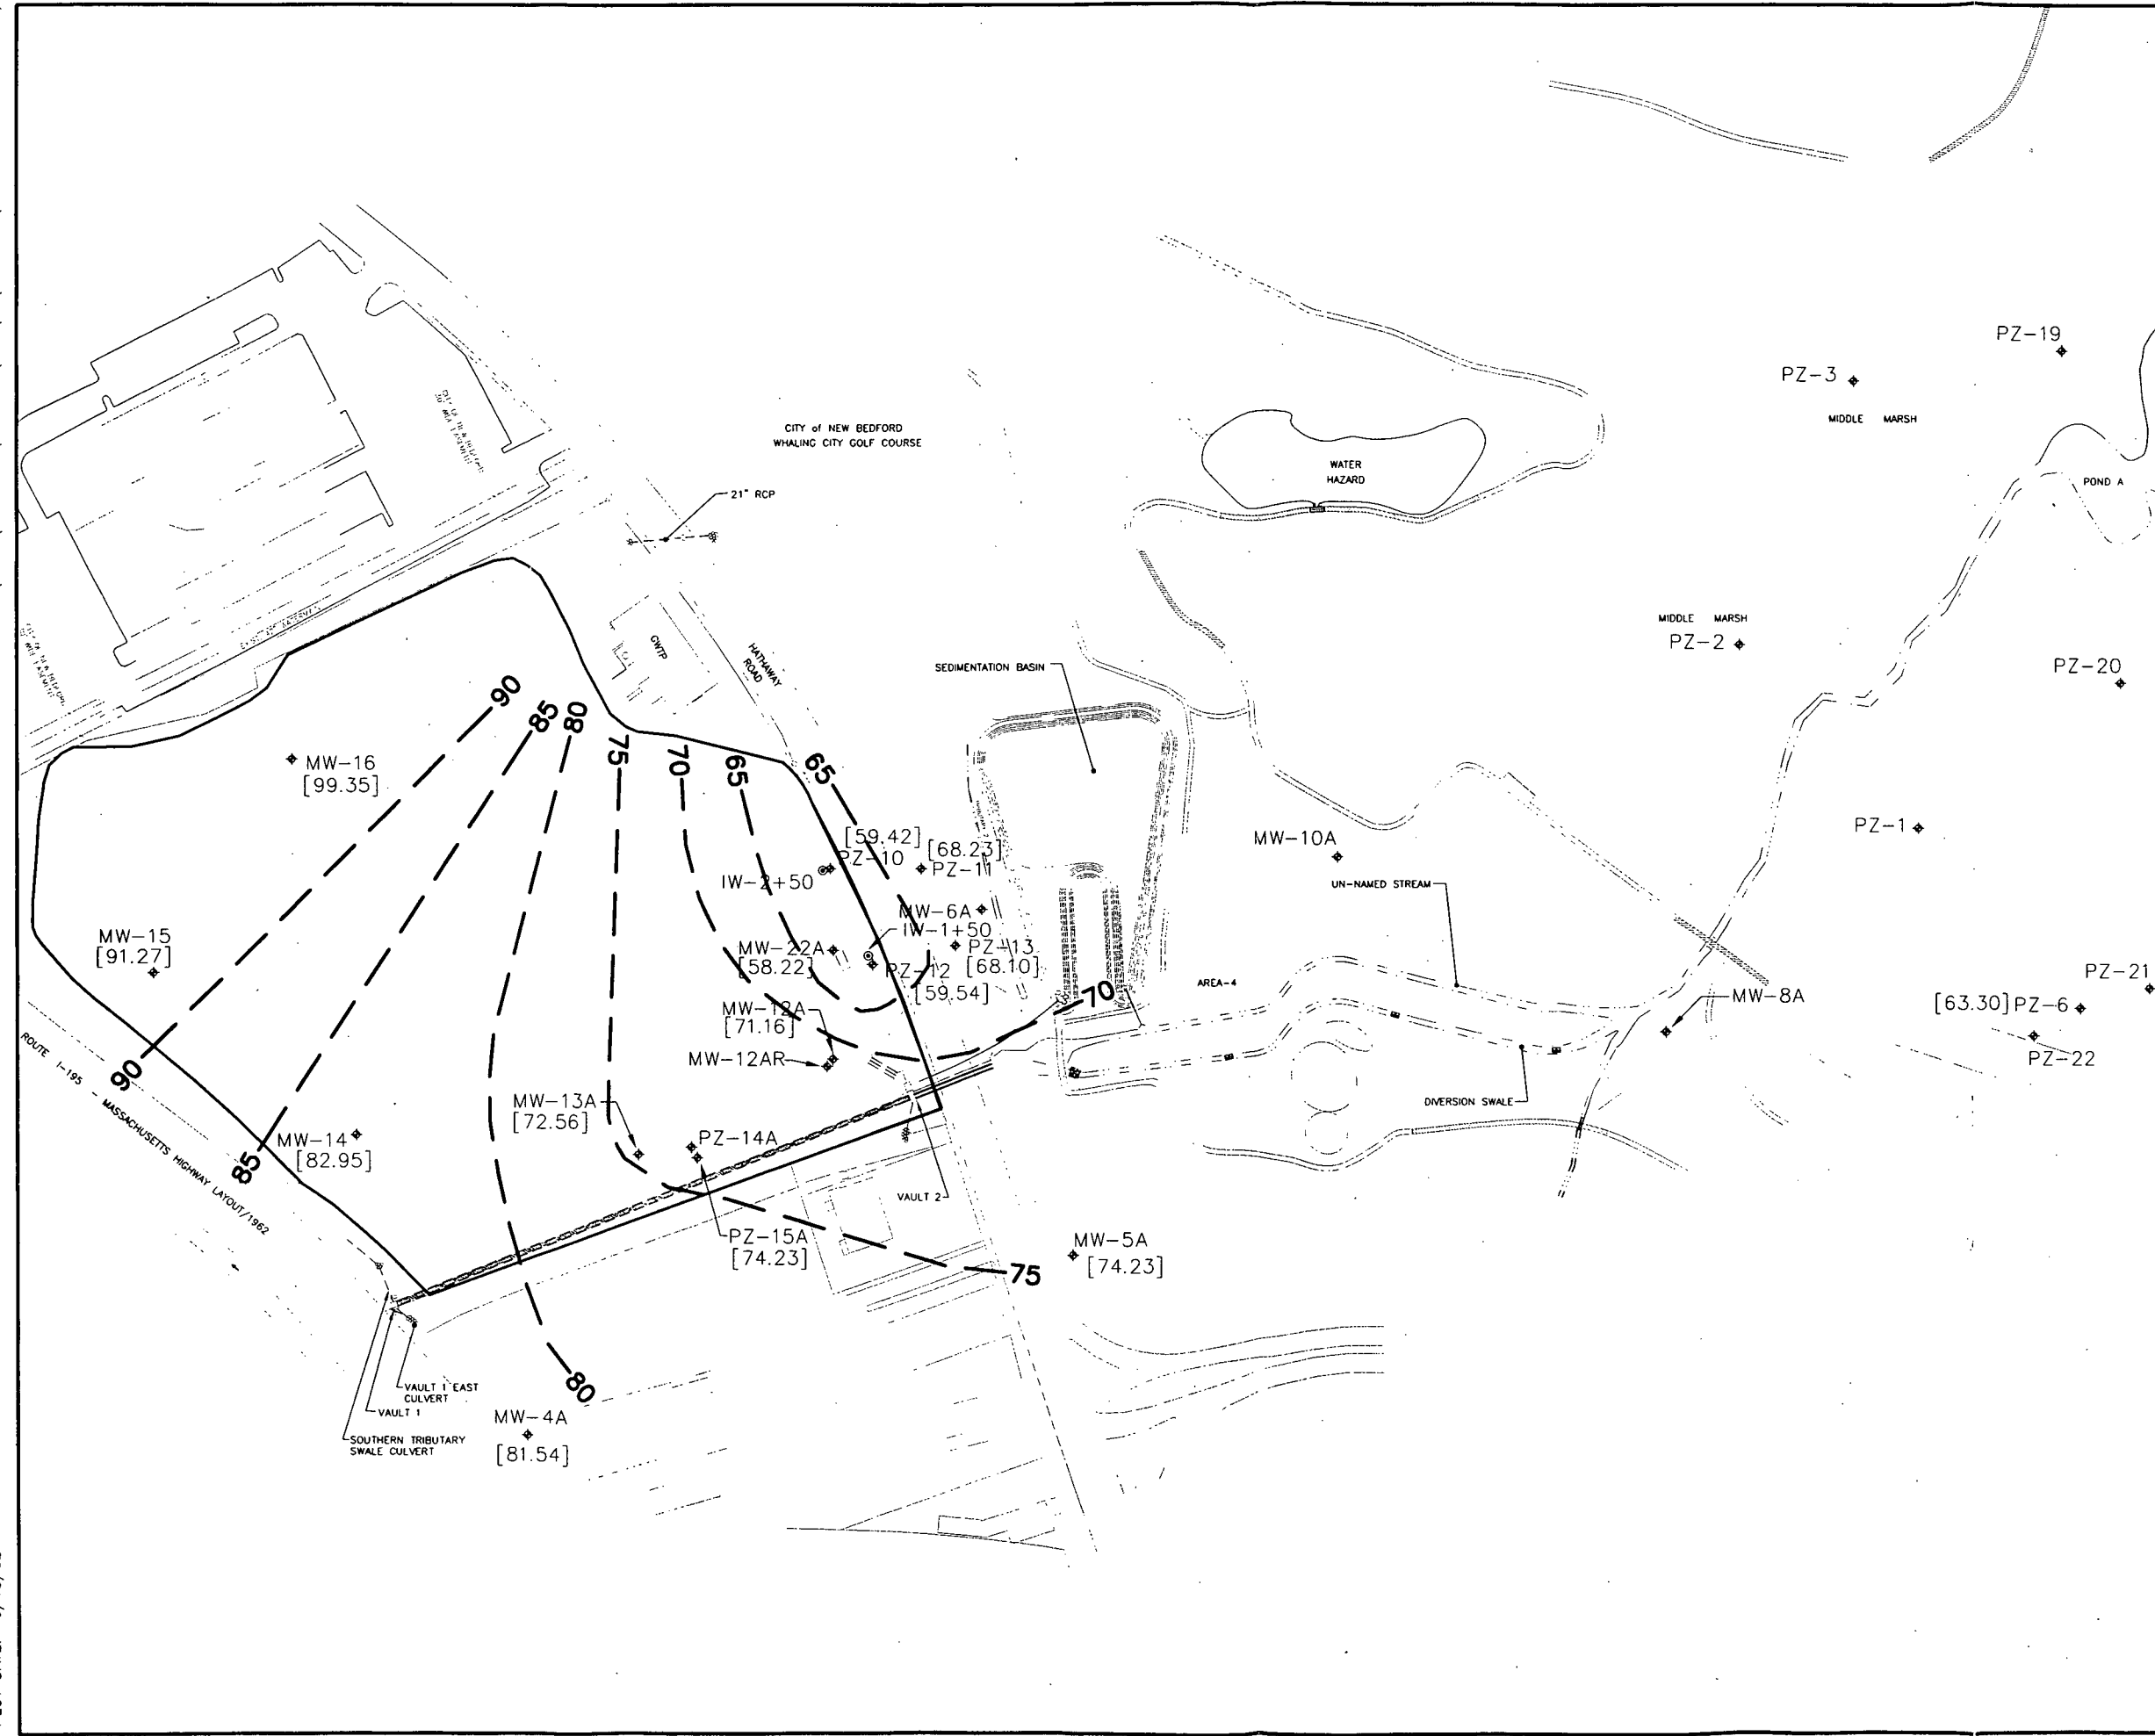 PZ-19
PZ-3
MIDDLE MARSH
CITY of NEW BEDFORD
WHALING CITY GOLF COURSE
WATER
HAZARD
POND A
21" RCP
MIDDLE MARSH
PZ-2
PZ-20
GWTP
HATHAWAY
ROAD
SEDIMENTATION BASIN
90
85
80
75
70
65
65
MW-16
[99.35]
[59.42]
PZ-10
[68.23]
PZ-11
IW-2+50
MW-10A
PZ-1
UN-NAMED STREAM
MW-6A
IW-1+50
MW-15
[91.27]
MW-22A
[58.22]
PZ-13
[68.10]
PZ-12
[59.54]
AREA-4
70
PZ-21
MW-8A
[63.30] PZ-6
PZ-22
MW-12A
[71.16]
MW-12AR
ROUTE I-195 - MASSACHUSETTS HIGHWAY LAYOUT/1962
90
85
MW-13A
[72.56]
DIVERSION SWALE
MW-14
[82.95]
PZ-14A
VAULT 2
PZ-15A
[74.23]
MW-5A
[74.23]
75
80
VAULT 1 EAST
CULVERT
VAULT 1
SOUTHERN TRIBUTARY
SWALE CULVERT
MW-4A
[81.54]